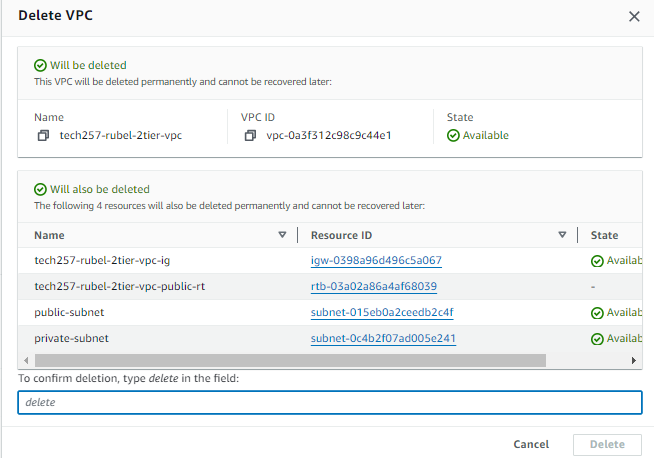 Delete VPC
Will be deleted
This VPC will be deleted permanently and cannot be recovered later:
Name VPC ID State
tech257-rubel-2tier-vpc vpc-0a3f312c98c9c44e1 Available
Will also be deleted
The following 4 resources will also be deleted permanently and cannot be recovered later:
Name Resource ID State
tech257-rubel-2tier-vpc-ig igw-0398a96d496c5a067 Availab
tech257-rubel-2tier-vpc-public-rt rtb-03a02a86a4af68039 -
public-subnet subnet-015eb0a2ceedb2c4f Availab
private-subnet subnet-0c4b2f07ad005e241 Availab
To confirm deletion, type delete in the field:
delete
Cancel Delete